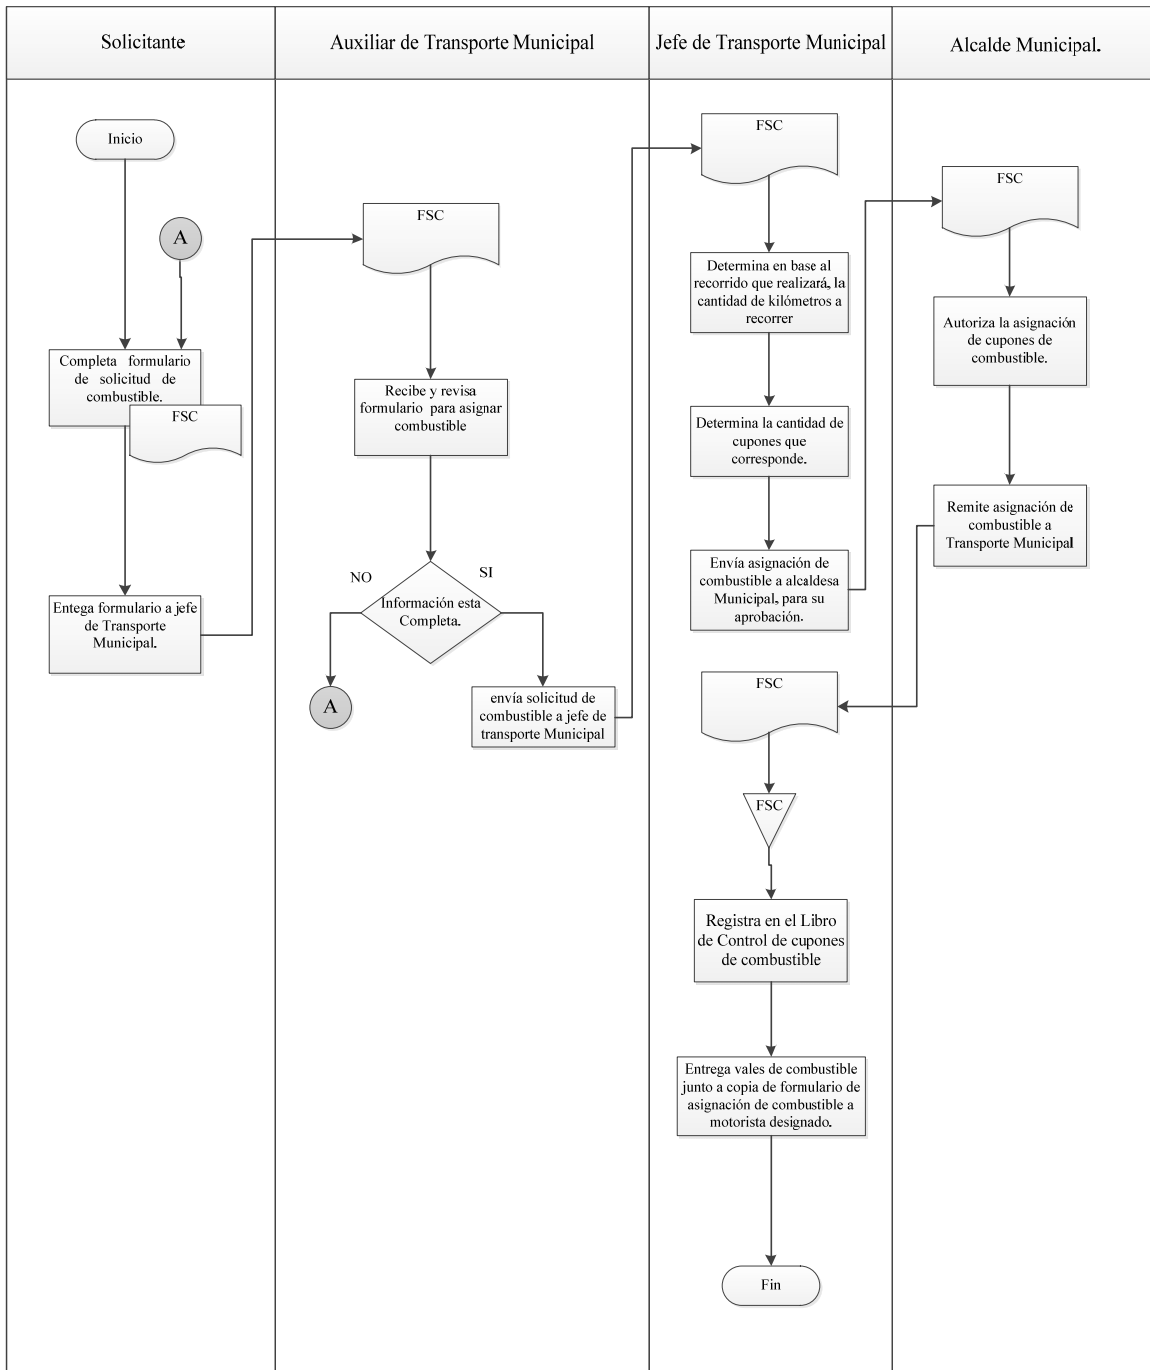 Solicitante
Auxiliar de Transporte Municipal
Jefe de Transporte Municipal
Alcalde Municipal.
Inicio
A
Completa formulario
de solicitud de
combustible.
FSC
Entega formulario a jefe
de Transporte
Municipal.
FSC
Recibe y revisa
formulario para asignar
combustible
NO
SI
Información esta
Completa.
A
envía solicitud de
combustible a jefe de
transporte Municipal
FSC
Determina en base al
recorrido que realizará, la
cantidad de kilómetros a
recorrer
Determina la cantidad de
cupones que
corresponde.
Envía asignación de
combustible a alcaldesa
Municipal, para su
aprobación.
FSC
Autoriza la asignación
de cupones de
combustible.
Remite asignación de
combustible a
Transporte Municipal
FSC
FSC
Registra en el Libro
de Control de cupones
de combustible
Entrega vales de combustible
junto a copia de formulario de
asignación de combustible a
motorista designado.
Fin